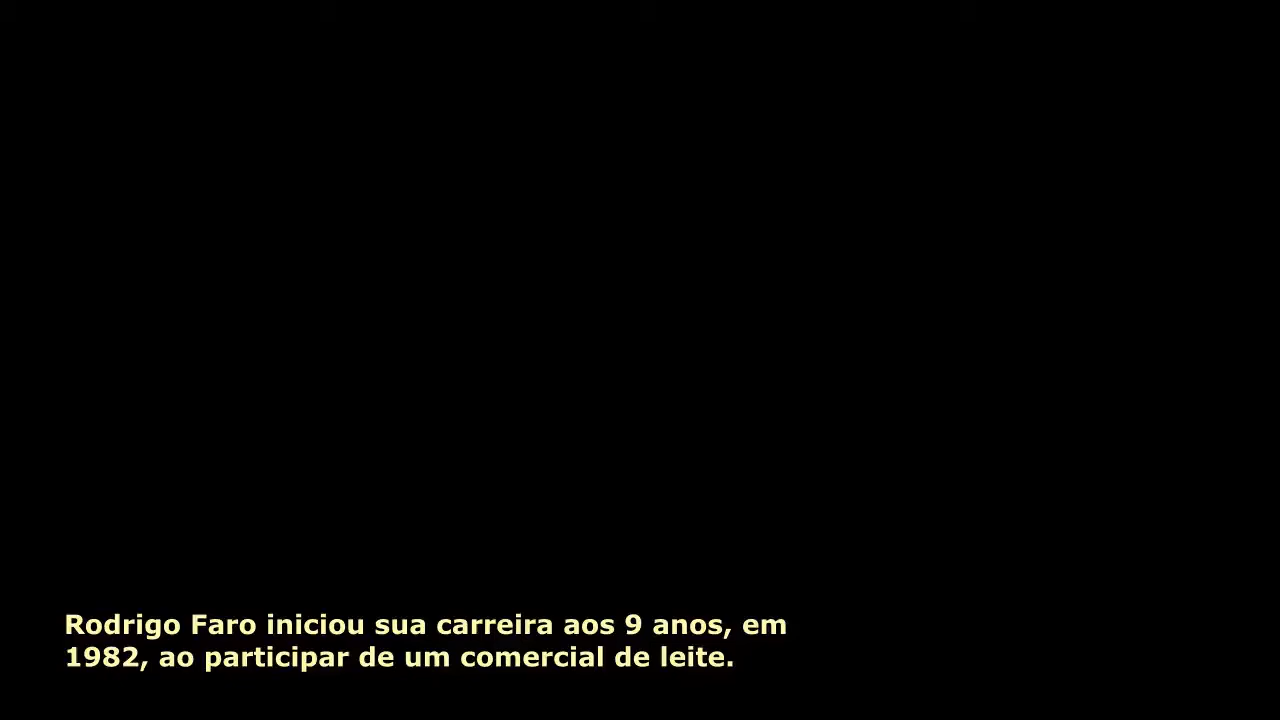 Rodrigo Faro iniciou sua carreira aos 9 anos, em
1982, ao participar de um comercial de leite.